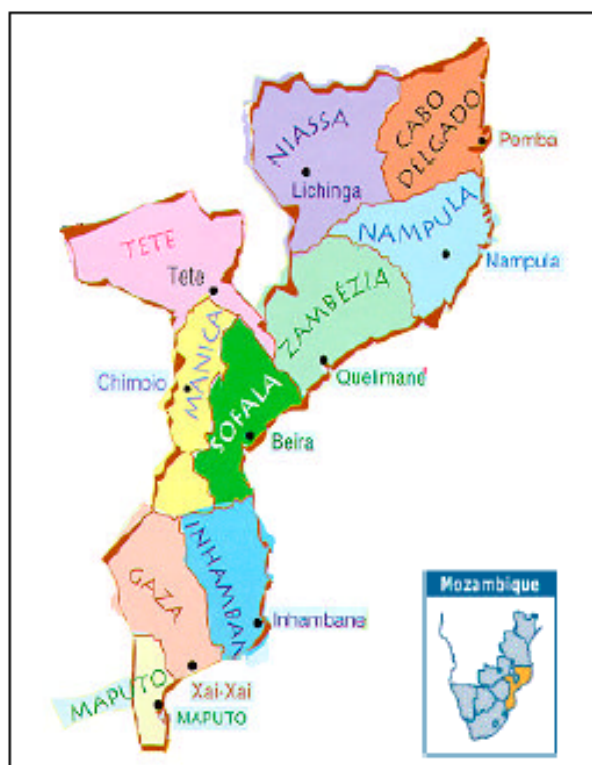 NIASSA
CABO
DELGADO
Pemba
Lichinga
NAMPULA
TETE
Nampula
Tete
ZAMBÉZIA
MANICA
Chimoio
Quelimane
SOFALA
Beira
INHAMBAN
GAZA
Inhambane
Mozambique
Xai-Xai
MAPUTO
MAPUTO